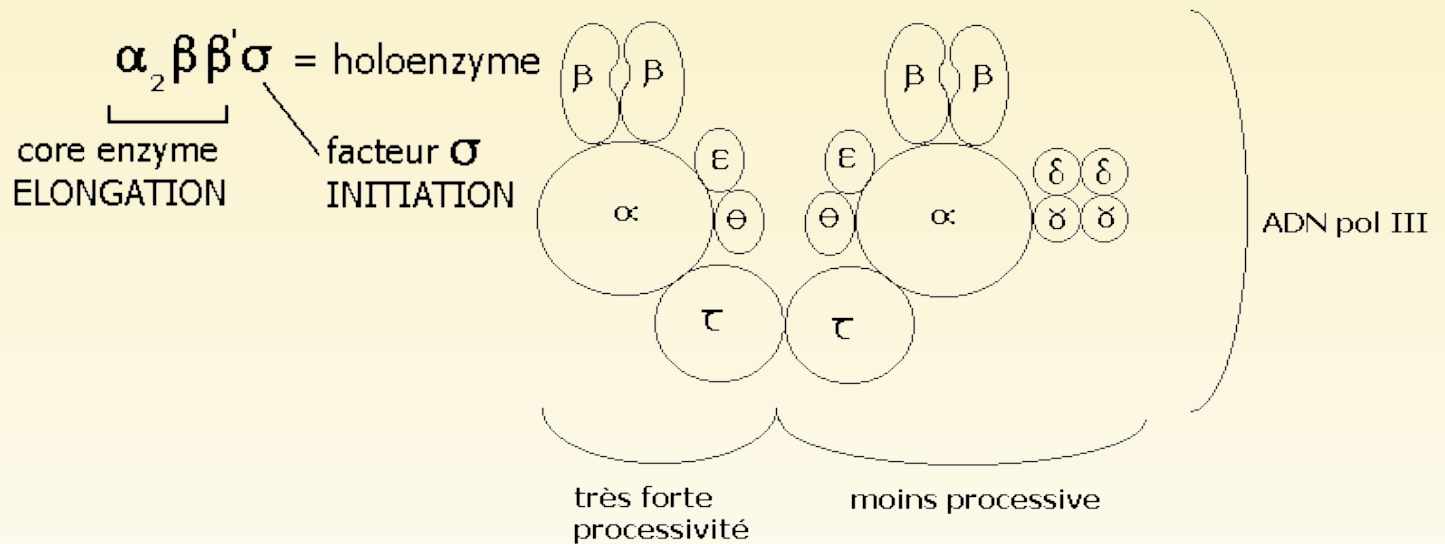 α₂ββ'σ = holoenzyme
core enzyme
ELONGATION
facteur σ
INITIATION
β β
ε
α
θ
τ
β β
ε
θ
α
δ δ
ɣ ɣ
τ
ADN pol III
très forte
processivité
moins processive